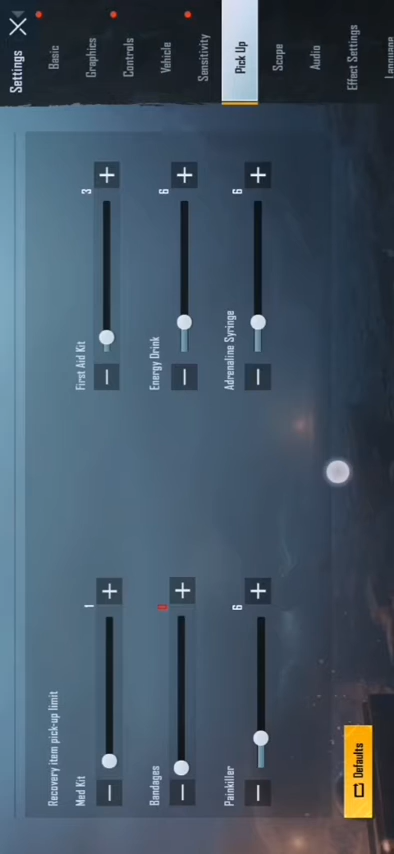 Settings
Basic
Graphics
Controls
Vehicle
Sensitivity
Pick Up
Scope
Audio
Effect Settings
Language
Recovery item pick-up limit
Med Kit
1
First Aid Kit
3
Bandages
0
Energy Drink
6
Painkiller
6
Adrenaline Syringe
6
Defaults